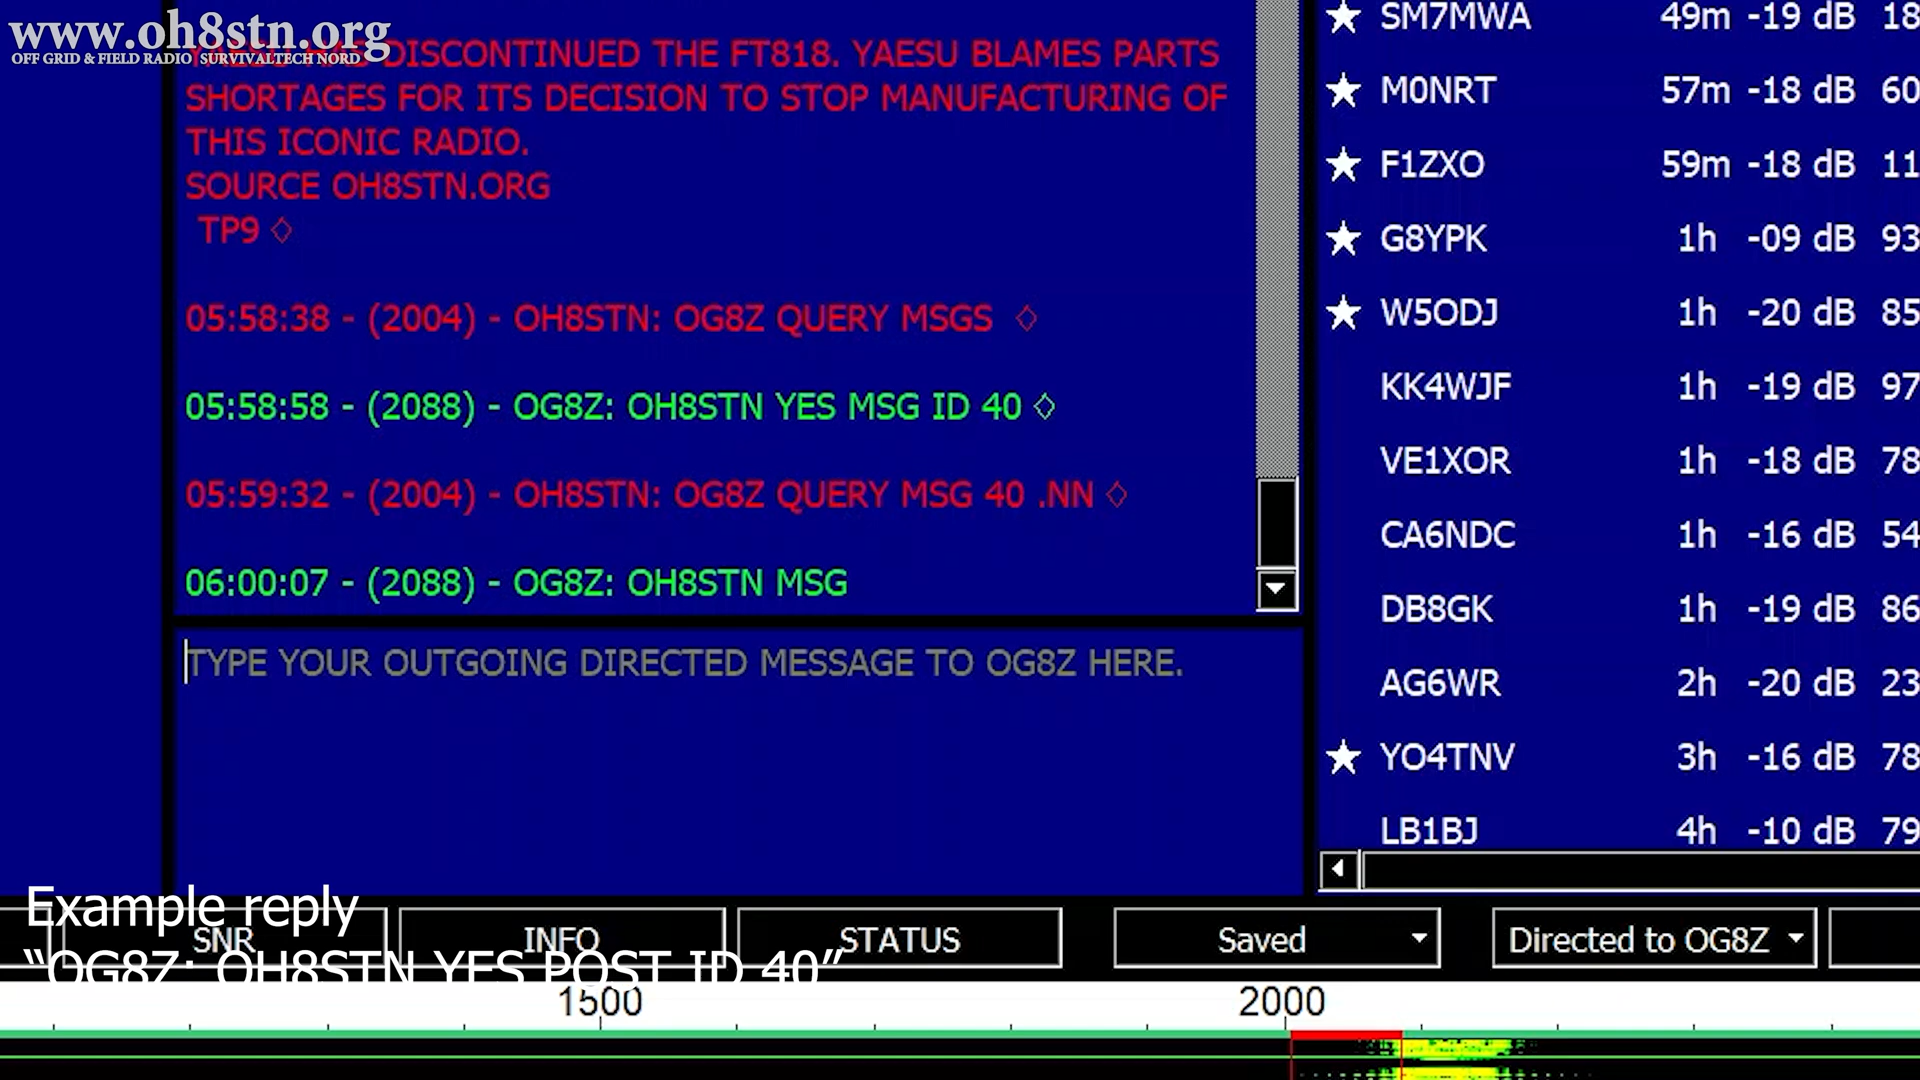 www.oh8stn.org
OFF GRID & FIELD RADIO SURVIVALTECH NORD
YAESU HAS DISCONTINUED THE FT818. YAESU BLAMES PARTS
SHORTAGES FOR ITS DECISION TO STOP MANUFACTURING OF
THIS ICONIC RADIO.
SOURCE OH8STN.ORG
TP9 ♢
05:58:38 - (2004) - OH8STN: OG8Z QUERY MSGS ♢
05:58:58 - (2088) - OG8Z: OH8STN YES MSG ID 40 ♢
05:59:32 - (2004) - OH8STN: OG8Z QUERY MSG 40 .NN ♢
06:00:07 - (2088) - OG8Z: OH8STN MSG
TYPE YOUR OUTGOING DIRECTED MESSAGE TO OG8Z HERE.
SM7MWA 49m -19 dB 18
M0NRT 57m -18 dB 60
F1ZXO 59m -18 dB 11
G8YPK 1h -09 dB 93
W5ODJ 1h -20 dB 85
KK4WJF 1h -19 dB 97
VE1XOR 1h -18 dB 78
CA6NDC 1h -16 dB 54
DB8GK 1h -19 dB 86
AG6WR 2h -20 dB 23
YO4TNV 3h -16 dB 78
LB1BJ 4h -10 dB 79
Example reply
"OG8Z: OH8STN YES POST ID 40"
SNR INFO STATUS Saved Directed to OG8Z
1500 2000